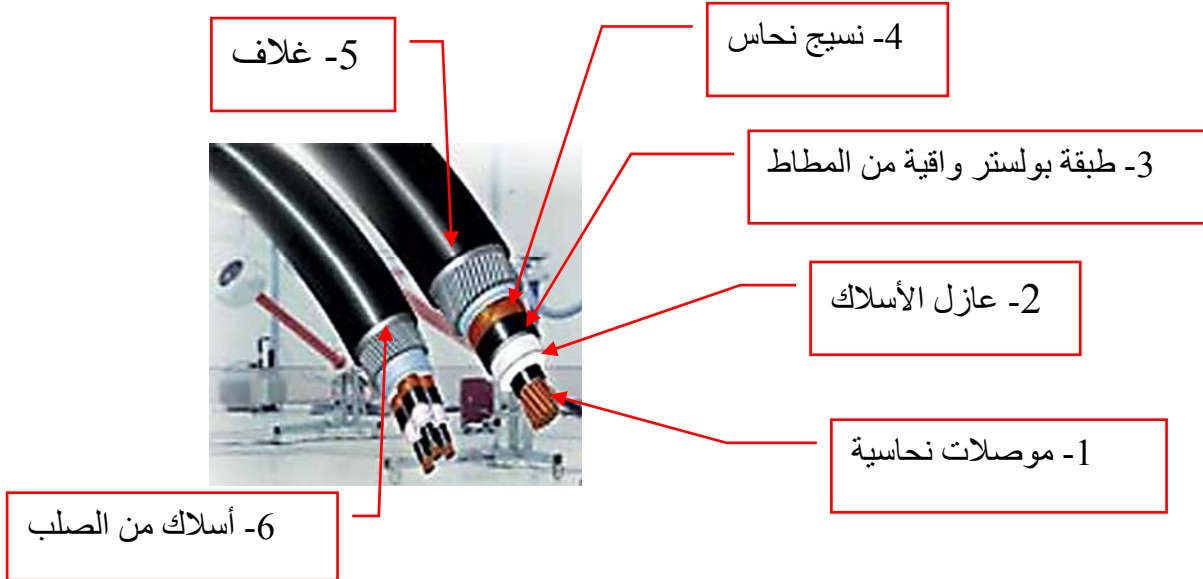 4- نسيج نحاس
5- غلاف
3- طبقة بولستر واقية من المطاط
2- عازل الأسلاك
1- موصلات نحاسية
6- أسلاك من الصلب